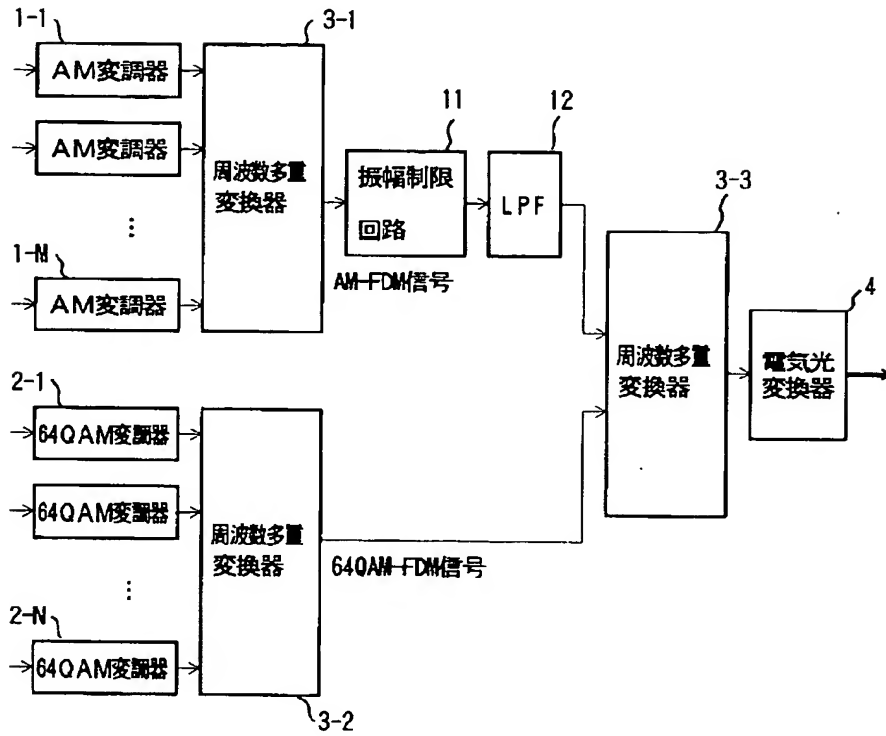 1-1
3-1
AM変調器
11
12
AM変調器
周波数多重
変換器
振幅制限
回路
LPF
3-3
⋮
1-M
AM変調器
AM-FDM信号
4
周波数多重
変換器
電気光
変換器
2-1
64QAM変調器
64QAM変調器
周波数多重
変換器
64QAM-FDM信号
⋮
2-N
64QAM変調器
3-2